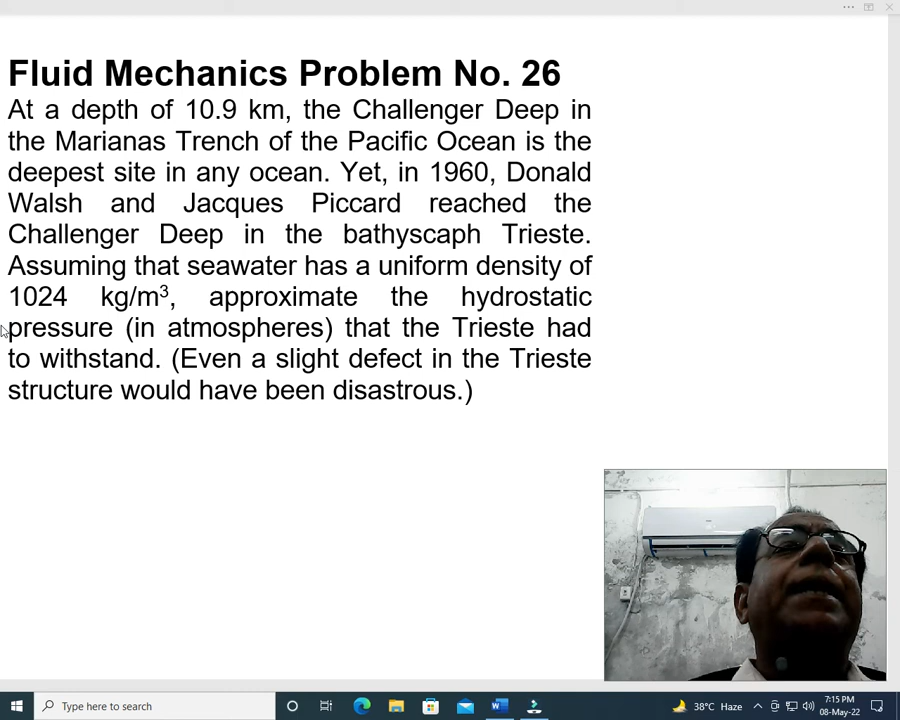 Fluid Mechanics Problem No. 26
At a depth of 10.9 km, the Challenger Deep in
the Marianas Trench of the Pacific Ocean is the
deepest site in any ocean. Yet, in 1960, Donald
Walsh and Jacques Piccard reached the
Challenger Deep in the bathyscaph Trieste.
Assuming that seawater has a uniform density of
1024 kg/m³, approximate the hydrostatic
pressure (in atmospheres) that the Trieste had
to withstand. (Even a slight defect in the Trieste
structure would have been disastrous.)
Type here to search
38°C Haze
7:15 PM
08-May-22